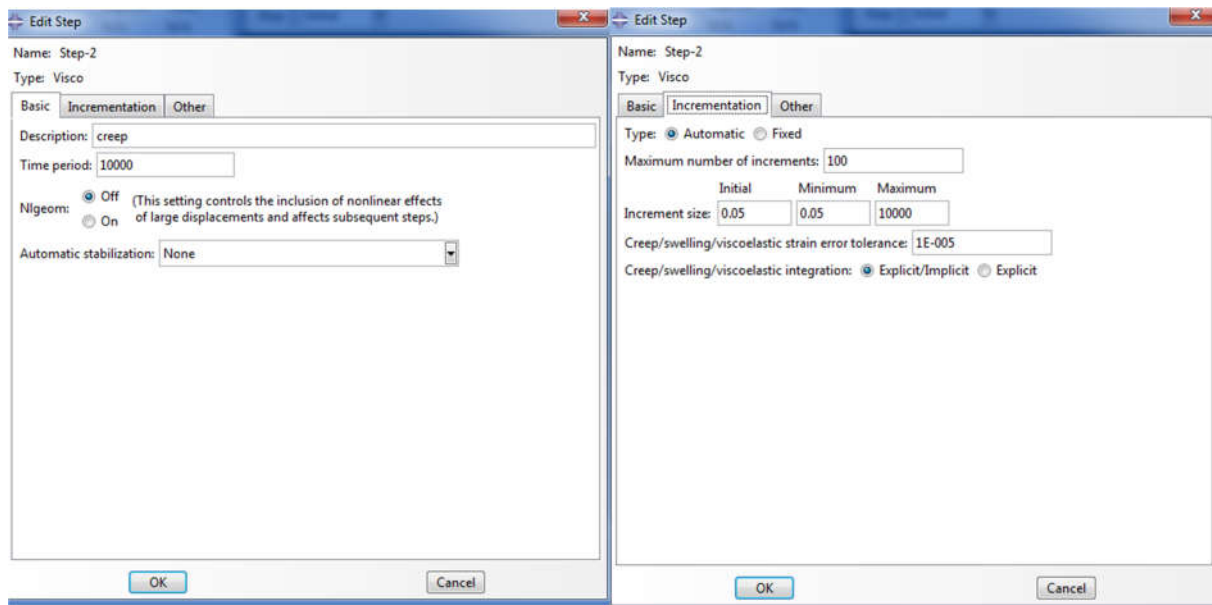 Edit Step
Name: Step-2
Type: Visco
Basic Incrementation Other
Description: creep
Time period: 10000
Nlgeom: Off (This setting controls the inclusion of nonlinear effects
On of large displacements and affects subsequent steps.)
Automatic stabilization: None
OK Cancel
Edit Step
Name: Step-2
Type: Visco
Basic Incrementation Other
Type: Automatic Fixed
Maximum number of increments: 100
Initial Minimum Maximum
Increment size: 0.05 0.05 10000
Creep/swelling/viscoelastic strain error tolerance: 1E-005
Creep/swelling/viscoelastic integration: Explicit/Implicit Explicit
OK Cancel